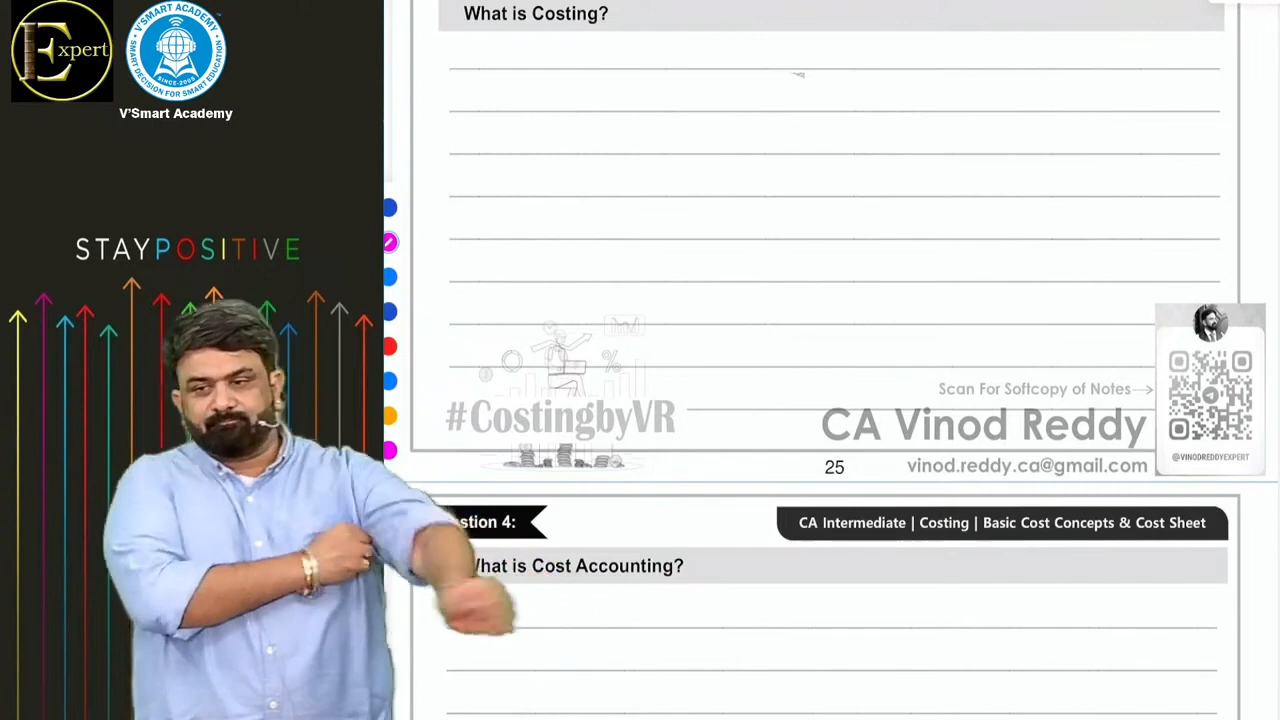 What is Costing?
Expert
V'SMART ACADEMY
SMART DECISION FOR SMART EDUCATION
SINCE-2005
V'Smart Academy
STAYPOSITIVE
%
Scan For Softcopy of Notes
#CostingbyVR
CA Vinod Reddy
@VINODREDDYEXPERT
25
vinod.reddy.ca@gmail.com
stion 4:
CA Intermediate | Costing | Basic Cost Concepts & Cost Sheet
hat is Cost Accounting?